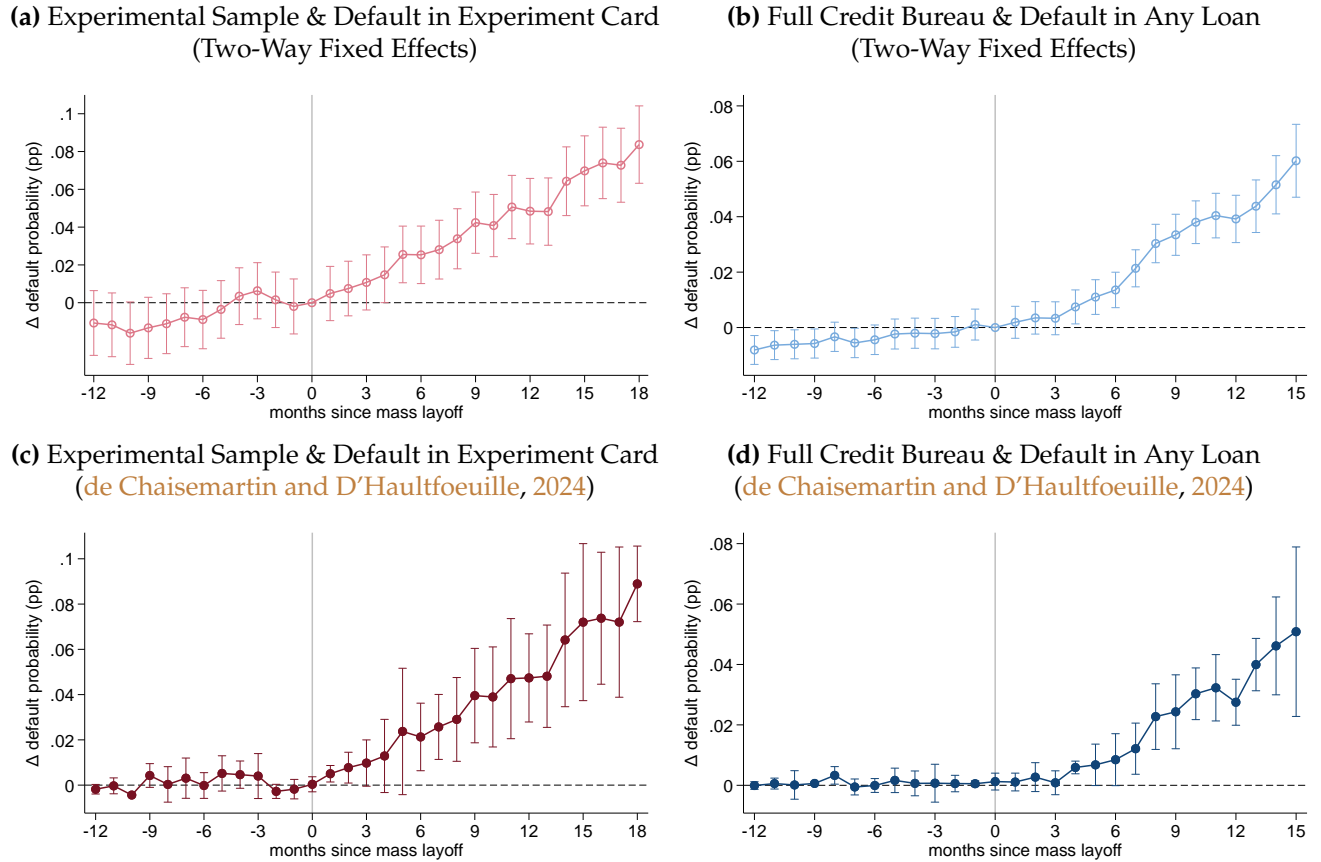 (a) Experimental Sample & Default in Experiment Card
(Two-Way Fixed Effects)
Δ default probability (pp)
.1
.08
.06
.04
.02
0
-12 -9 -6 -3 0 3 6 9 12 15 18
months since mass layoff
(b) Full Credit Bureau & Default in Any Loan
(Two-Way Fixed Effects)
Δ default probability (pp)
.08
.06
.04
.02
0
-12 -9 -6 -3 0 3 6 9 12 15
months since mass layoff
(c) Experimental Sample & Default in Experiment Card
(de Chaisemartin and D'Haultfoeuille, 2024)
Δ default probability (pp)
.1
.08
.06
.04
.02
0
-12 -9 -6 -3 0 3 6 9 12 15 18
months since mass layoff
(d) Full Credit Bureau & Default in Any Loan
(de Chaisemartin and D'Haultfoeuille, 2024)
Δ default probability (pp)
.08
.06
.04
.02
0
-12 -9 -6 -3 0 3 6 9 12 15
months since mass layoff